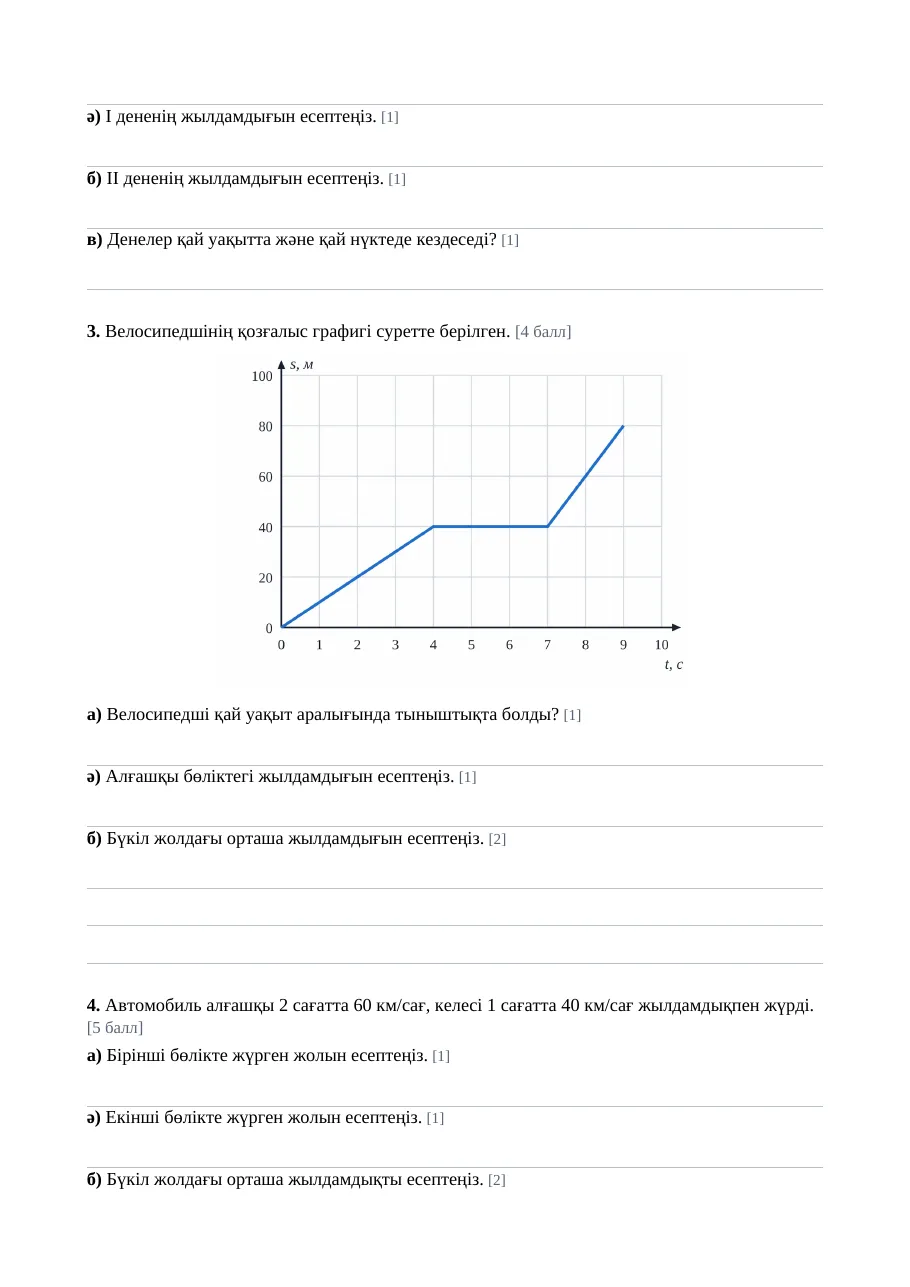 ә) I дененің жылдамдығын есептеңіз. [1]
б) II дененің жылдамдығын есептеңіз. [1]
в) Денелер қай уақытта және қай нүктеде кездеседі? [1]
3. Велосипедшінің қозғалыс графигі суретте берілген. [4 балл]
s, м
100
80
60
40
20
0
0 1 2 3 4 5 6 7 8 9 10
t, с
а) Велосипедші қай уақыт аралығында тыныштықта болды? [1]
ә) Алғашқы бөліктегі жылдамдығын есептеңіз. [1]
б) Бүкіл жолдағы орташа жылдамдығын есептеңіз. [2]
4. Автомобиль алғашқы 2 сағатта 60 км/сағ, келесі 1 сағатта 40 км/сағ жылдамдықпен жүрді.
[5 балл]
а) Бірінші бөлікте жүрген жолын есептеңіз. [1]
ә) Екінші бөлікте жүрген жолын есептеңіз. [1]
б) Бүкіл жолдағы орташа жылдамдықты есептеңіз. [2]